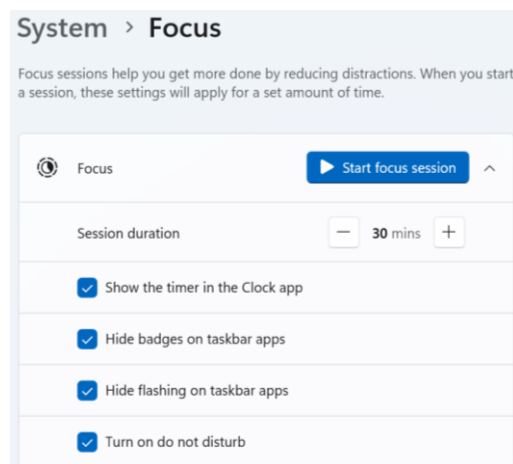 System > Focus
Focus sessions help you get more done by reducing distractions. When you start
a session, these settings will apply for a set amount of time.
Focus
Start focus session
Session duration
30 mins
Show the timer in the Clock app
Hide badges on taskbar apps
Hide flashing on taskbar apps
Turn on do not disturb